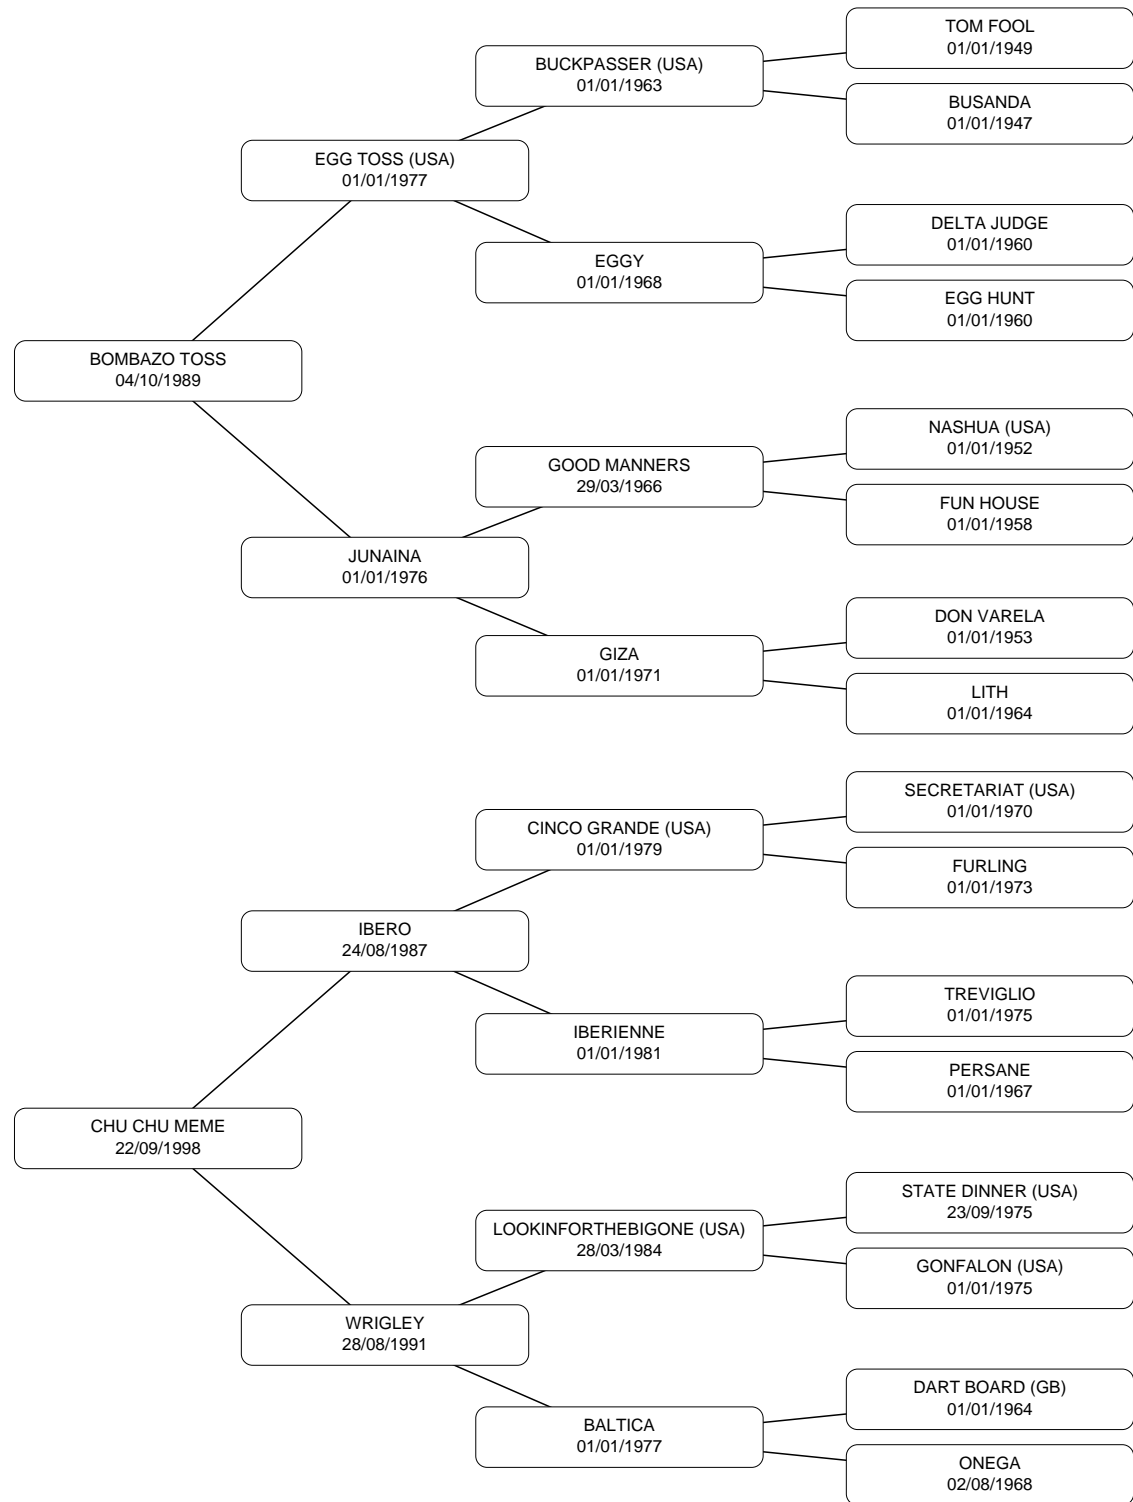 TOM FOOL
01/01/1949
BUCKPASSER (USA)
01/01/1963
BUSANDA
01/01/1947
EGG TOSS (USA)
01/01/1977
DELTA JUDGE
01/01/1960
EGGY
01/01/1968
EGG HUNT
01/01/1960
BOMBAZO TOSS
04/10/1989
NASHUA (USA)
01/01/1952
GOOD MANNERS
29/03/1966
FUN HOUSE
01/01/1958
JUNAINA
01/01/1976
DON VARELA
01/01/1953
GIZA
01/01/1971
LITH
01/01/1964
SECRETARIAT (USA)
01/01/1970
CINCO GRANDE (USA)
01/01/1979
FURLING
01/01/1973
IBERO
24/08/1987
TREVIGLIO
01/01/1975
IBERIENNE
01/01/1981
PERSANE
01/01/1967
CHU CHU MEME
22/09/1998
STATE DINNER (USA)
23/09/1975
LOOKINFORTHEBIGONE (USA)
28/03/1984
GONFALON (USA)
01/01/1975
WRIGLEY
28/08/1991
DART BOARD (GB)
01/01/1964
BALTICA
01/01/1977
ONEGA
02/08/1968